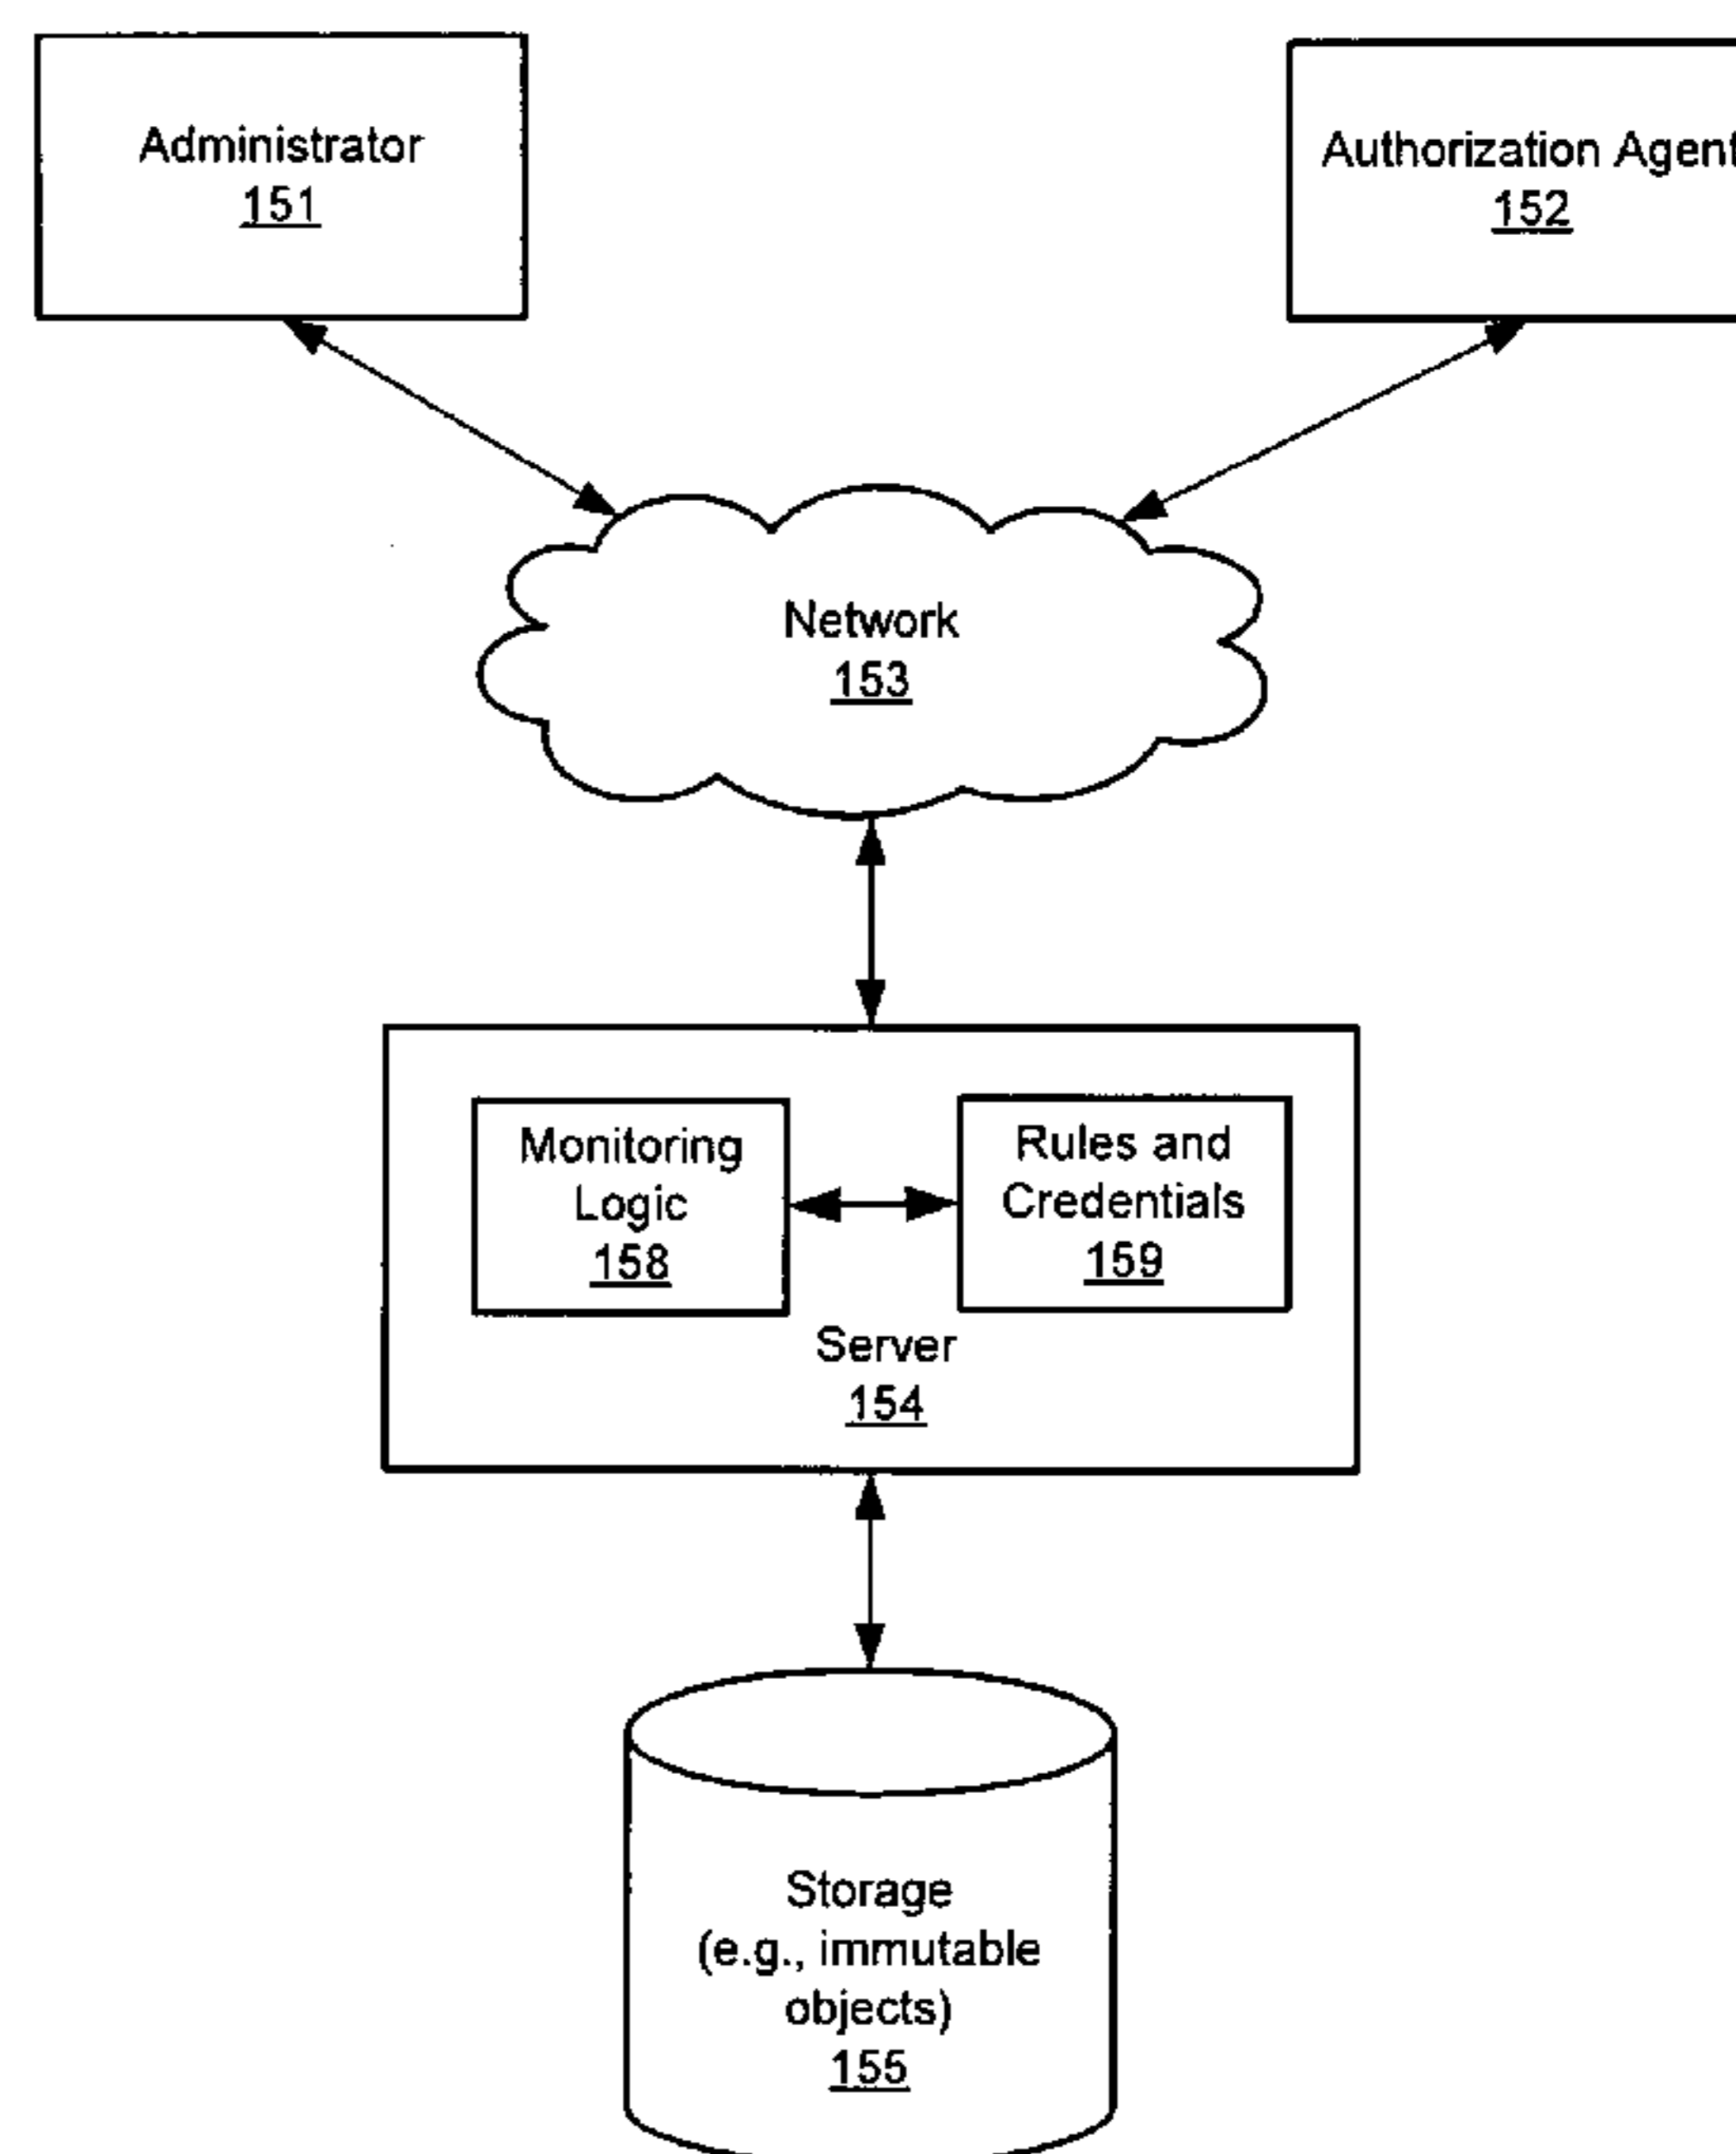 Administrator
151
Authorization Agent
152
Network
153
Monitoring
Logic
158
Rules and
Credentials
159
Server
154
Storage
(e.g., immutable
objects)
155